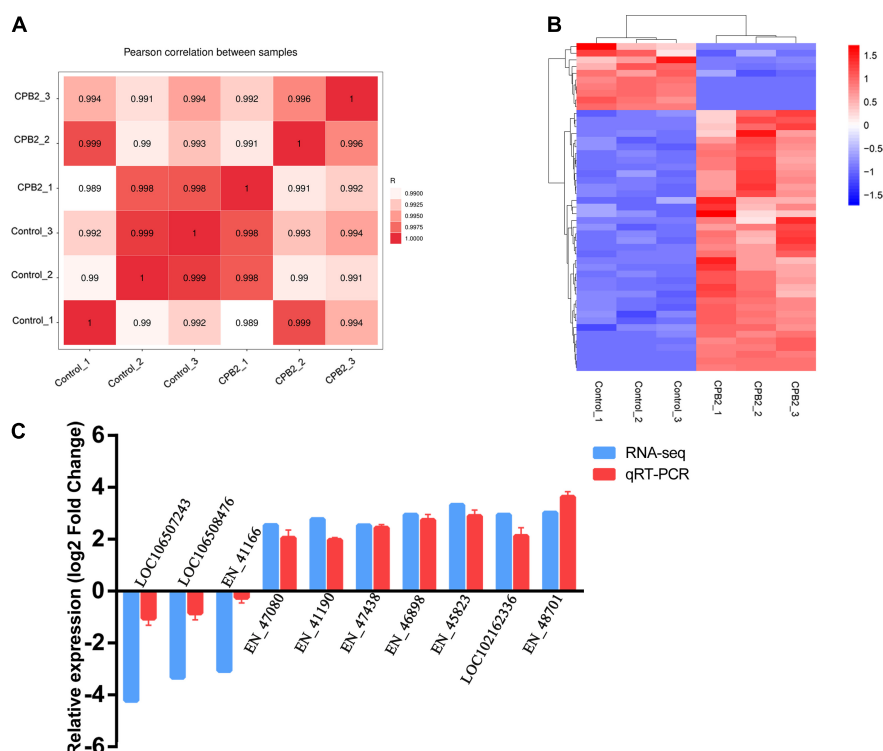 A
Pearson correlation between samples
CPB2_3
0.994
0.991
0.994
0.992
0.996
1
CPB2_2
0.999
0.99
0.993
0.991
1
0.996
CPB2_1
0.989
0.998
0.998
1
0.991
0.992
Control_3
0.992
0.999
1
0.998
0.993
0.994
Control_2
0.99
1
0.999
0.998
0.99
0.991
Control_1
1
0.99
0.992
0.989
0.999
0.994
Control_1
Control_2
Control_3
CPB2_1
CPB2_2
CPB2_3
R
0.9900
0.9925
0.9950
0.9975
1.0000
B
1.5
1
0.5
0
−0.5
−1
−1.5
Control_1
Control_2
Control_3
CPB2_1
CPB2_2
CPB2_3
C
Relative expression (log2 Fold Change)
6
4
2
0
-2
-4
-6
LOC106507243
LOC106508476
EN_41166
EN_47080
EN_41190
EN_47438
EN_46898
EN_45823
LOC102162336
EN_48701
RNA-seq
qRT-PCR